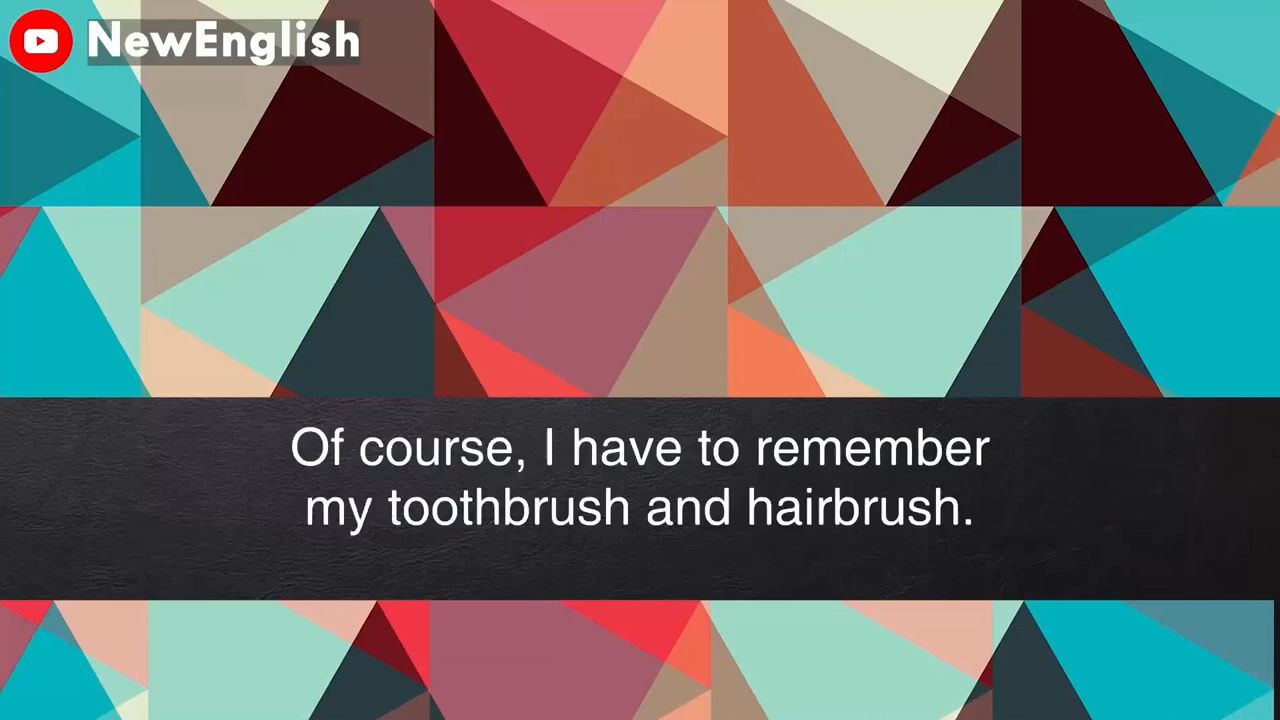 NewEnglish
Of course, I have to remember
my toothbrush and hairbrush.